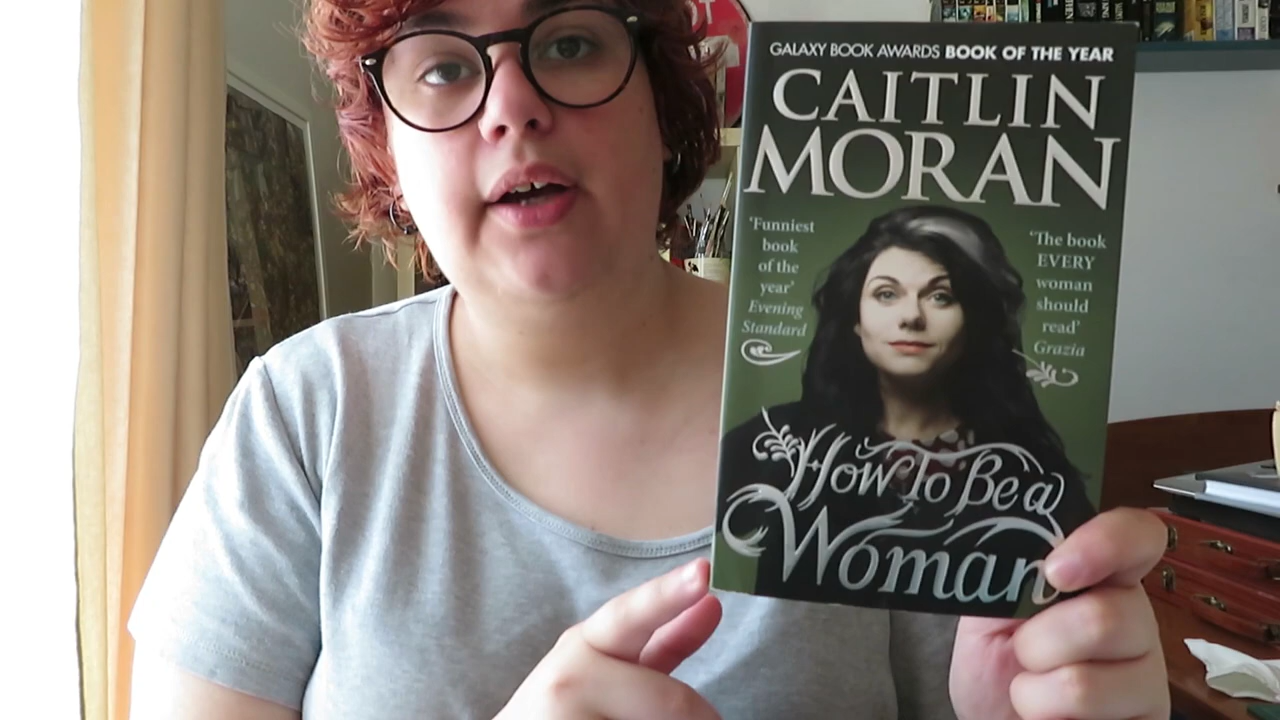 GALAXY BOOK AWARDS BOOK OF THE YEAR
CAITLIN
MORAN
'Funniest
book
of the
year'
Evening
Standard
'The book
EVERY
woman
should
read'
Grazia
How To Be a
Woman